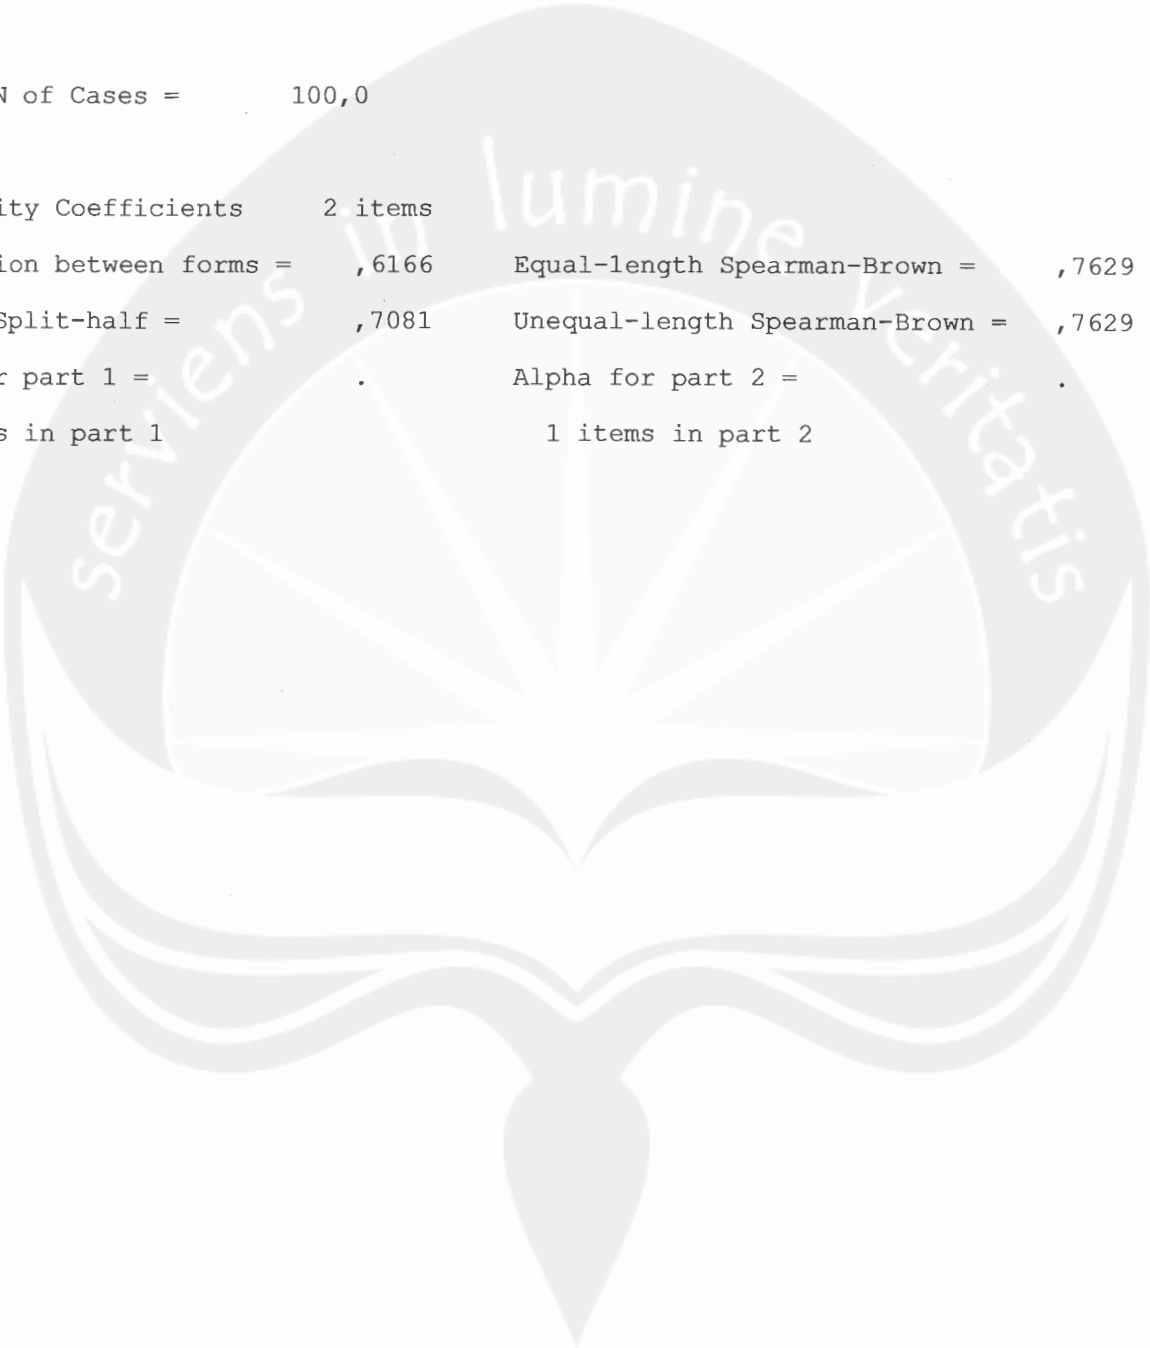 N of Cases = 100,0
serviens in lumine veritatis
ity Coefficients 2 items
ion between forms = ,6166 Equal-length Spearman-Brown = ,7629
Split-half = ,7081 Unequal-length Spearman-Brown = ,7629
r part 1 = . Alpha for part 2 = .
s in part 1 1 items in part 2